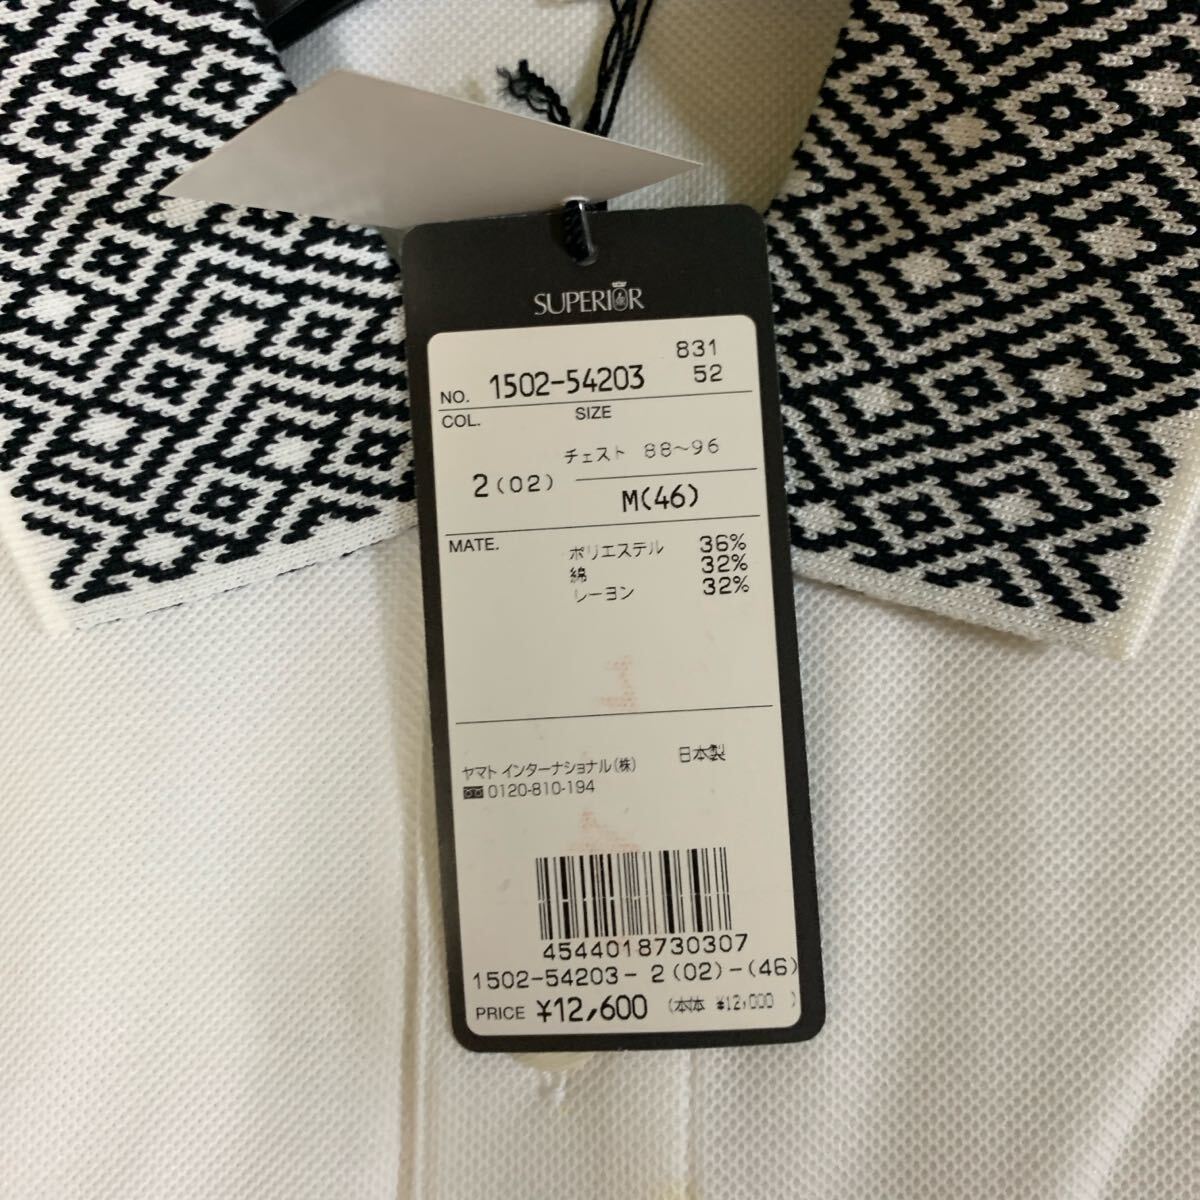 SUPERIOR
831
NO. 1502-54203 52
COL. SIZE
チェスト 88～96
2(02)
M(46)
MATE. ポリエステル 36%
綿 32%
レーヨン 32%
ヤマト インターナショナル(株) 日本製
0120-810-194
4544018730307
1502-54203- 2(02)-(46)
PRICE ¥12,600 (本体 ¥12,000 )